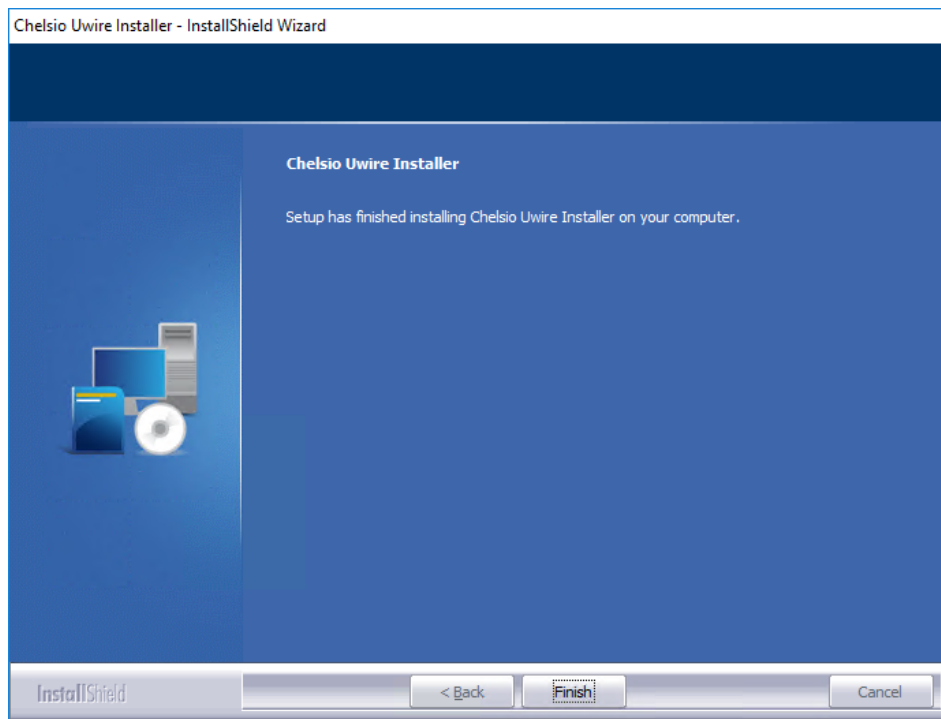 Chelsio Uwire Installer - InstallShield Wizard
Chelsio Uwire Installer
Setup has finished installing Chelsio Uwire Installer on your computer.
InstallShield
< Back
Finish
Cancel